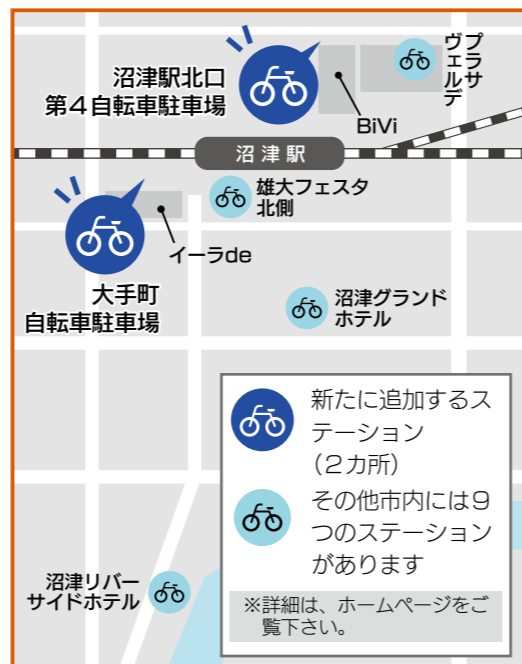 プラサ
ヴェルデ
沼津駅北口
第4自転車駐車場
BiVi
沼津駅
雄大フェスタ
北側
イーラde
大手町
自転車駐車場
沼津グランド
ホテル
新たに追加するス
テーション
（2カ所）
その他市内には9
つのステーション
があります
※詳細は、ホームページをご
覧下さい。
沼津リバー
サイドホテル